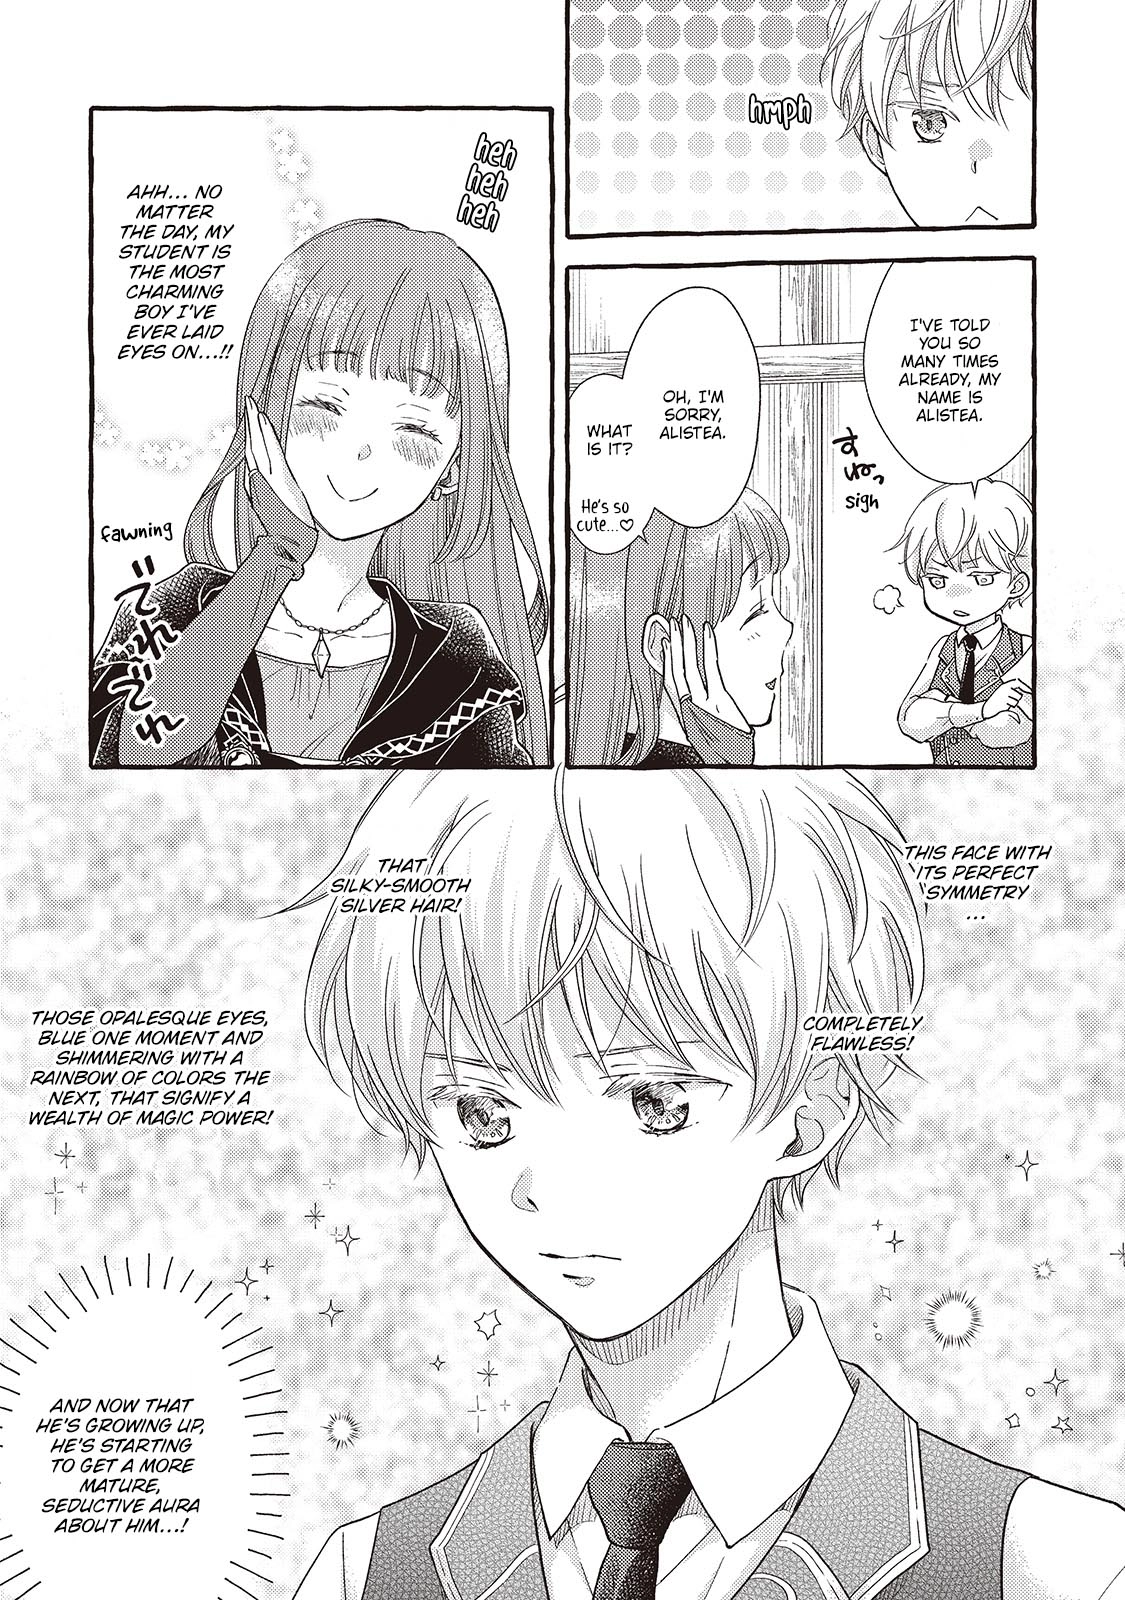 hmph
I'VE TOLD
YOU SO
MANY TIMES
ALREADY, MY
NAME IS
ALISTEA.
すねっ
sigh
OH, I'M
SORRY,
ALISTEA.
WHAT
IS IT?
He's so
cute...♡
heh
heh
heh
AHH... NO
MATTER
THE DAY, MY
STUDENT IS
THE MOST
CHARMING
BOY I'VE
EVER LAID
EYES ON...!!
fawning
でれ
でれ
THIS FACE WITH
ITS PERFECT
SYMMETRY
...
COMPLETELY
FLAWLESS!
THAT
SILKY-SMOOTH
SILVER HAIR!
THOSE OPALESQUE EYES,
BLUE ONE MOMENT AND
SHIMMERING WITH A
RAINBOW OF COLORS THE
NEXT, THAT SIGNIFY A
WEALTH OF MAGIC POWER!
AND NOW THAT
HE'S GROWING UP,
HE'S STARTING
TO GET A MORE
MATURE,
SEDUCTIVE AURA
ABOUT HIM...!